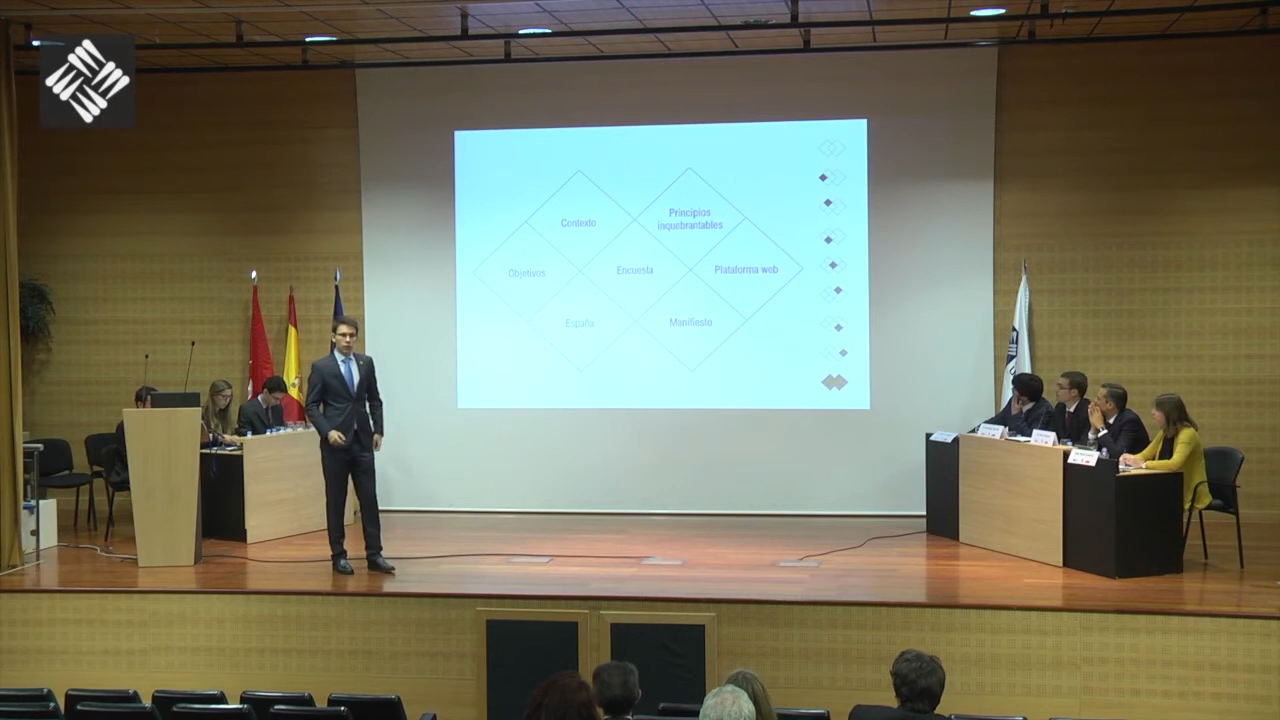 Contexto
Principios
inquebrantables
Objetivos
Encuesta
Plataforma web
España
Manifiesto